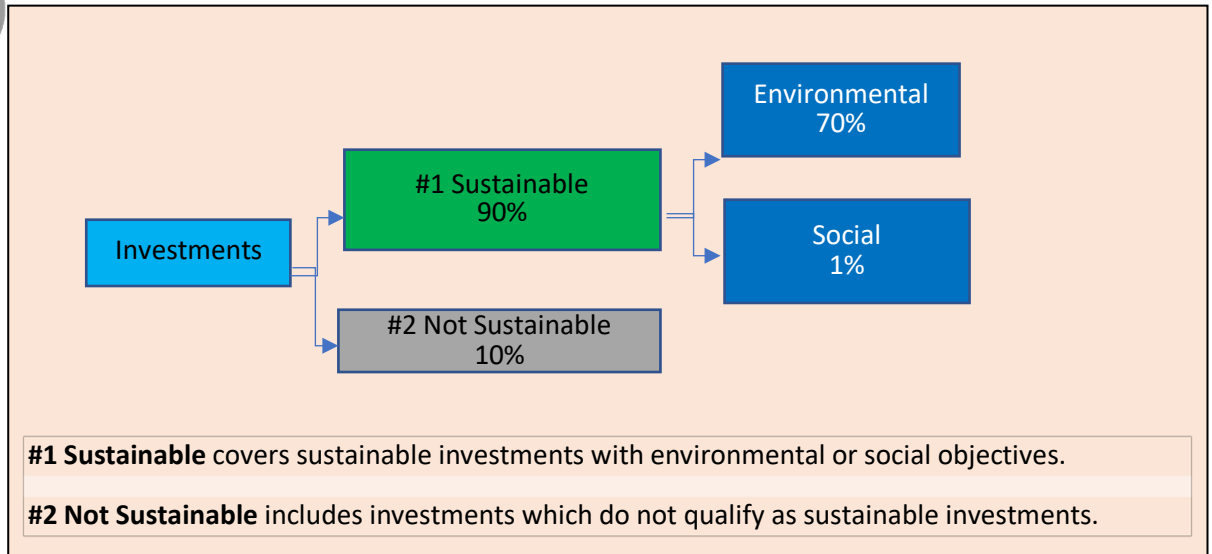 Environmental
70%
#1 Sustainable
90%
Social
1%
Investments
#2 Not Sustainable
10%
#1 Sustainable covers sustainable investments with environmental or social objectives.
#2 Not Sustainable includes investments which do not qualify as sustainable investments.